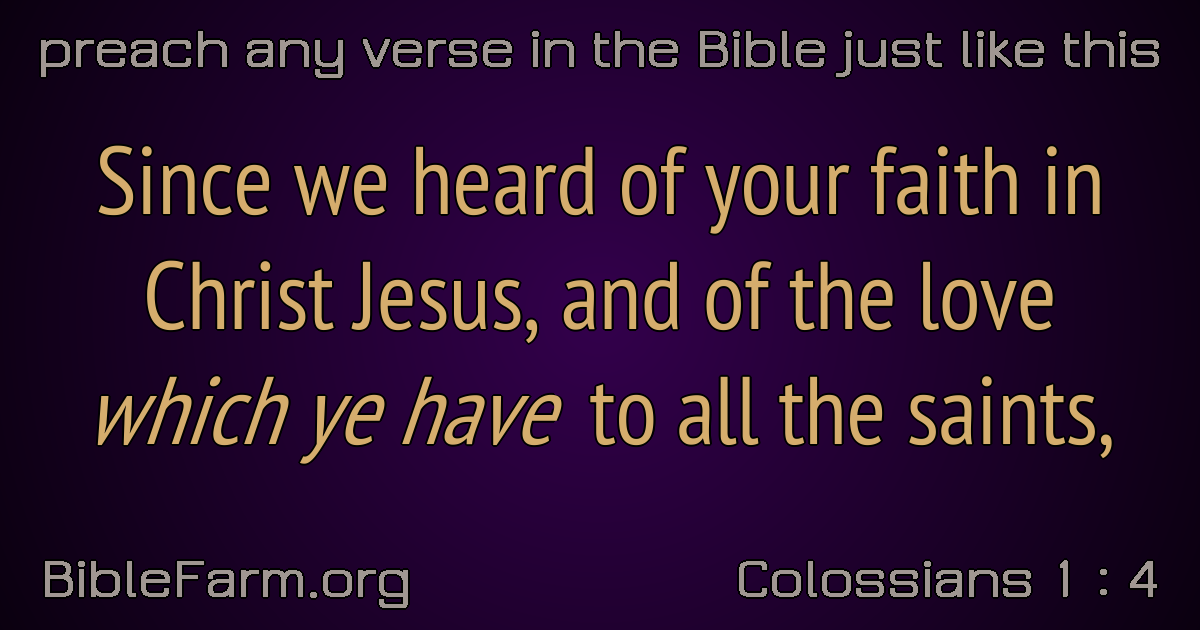 preach any verse in the Bible just like this
Since we heard of your faith in
Christ Jesus, and of the love
which ye have to all the saints,
BibleFarm.org
Colossians 1 : 4